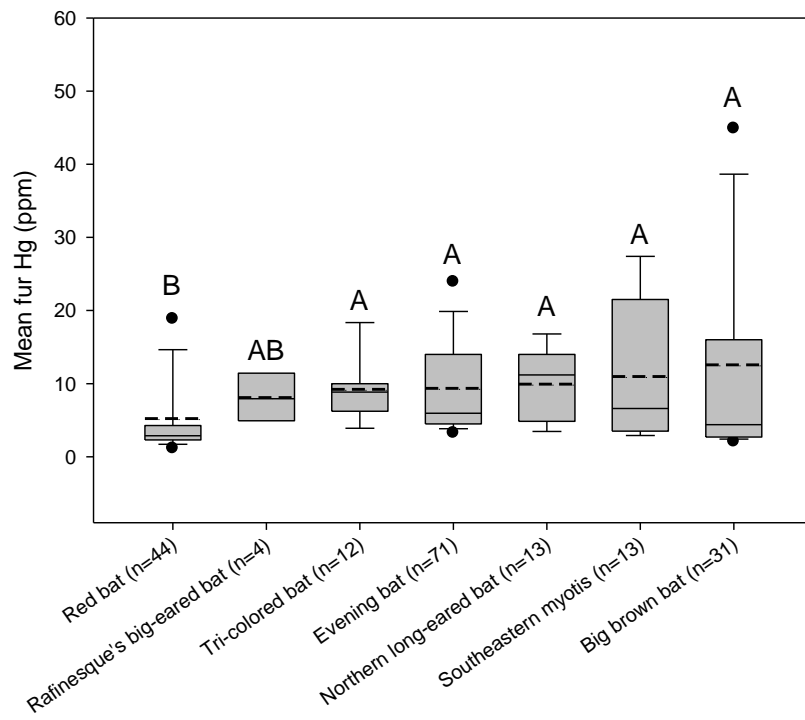 60
50
40
30
20
10
0
Mean fur Hg (ppm)
B
AB
A
A
A
A
A
Red bat (n=44)
Rafinesque's big-eared bat (n=4)
Tri-colored bat (n=12)
Evening bat (n=71)
Northern long-eared bat (n=13)
Southeastern myotis (n=13)
Big brown bat (n=31)